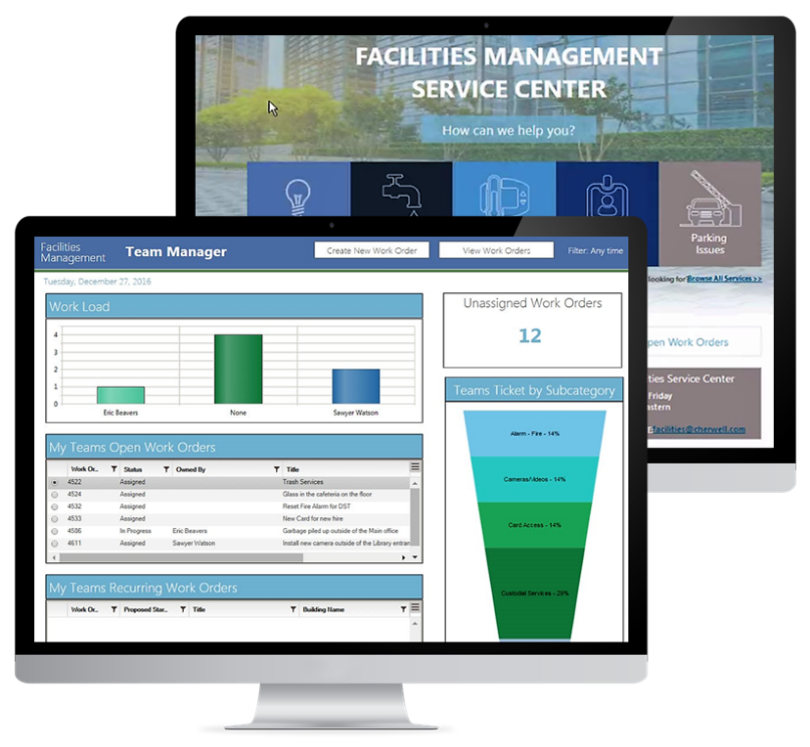 FACILITIES MANAGEMENT
SERVICE CENTER
How can we help you?
Parking
Issues
looking for Browse All Services >>
pen Work Orders
ties Service Center
Friday
astern
facilities@cherwell.com
Facilities
Management
Team Manager
Create New Work Order
View Work Orders
Filter: Any time
Tuesday, December 27, 2016
Work Load
4
3
2
1
0
Eric Beavers
None
Sawyer Watson
Unassigned Work Orders
12
Teams Ticket by Subcategory
Alarm - Fire - 14%
Cameras/Videos - 14%
Card Access - 14%
Custodial Services - 29%
My Teams Open Work Orders
Work Or.. Status Owned By Title
4522 Assigned Trash Services
4524 Assigned Glass in the cafeteria on the floor
4532 Assigned Reset Fire Alarm for DST
4533 Assigned New Card for new hire
4586 In Progress Eric Beavers Garbage piled up outside of the Main office
4611 Assigned Sawyer Watson Install new camera outside of the Library entran
My Teams Recurring Work Orders
Work Or.. Proposed Star.. Title Building Name